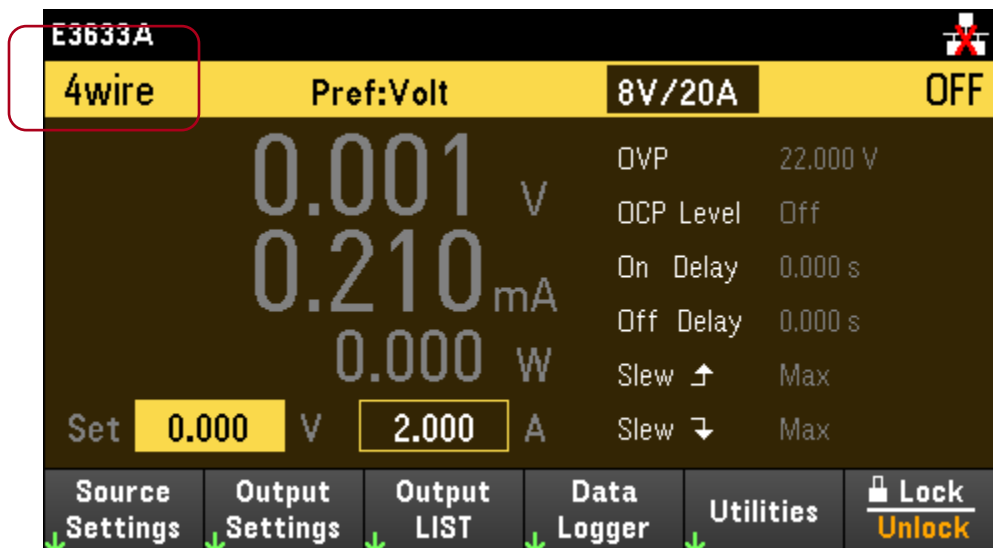 E3633A
4wire Pref:Volt 8V/20A OFF
0.001 V
0.210 mA
0.000 W
Set 0.000 V 2.000 A
OVP 22.000 V
OCP Level Off
On Delay 0.000 s
Off Delay 0.000 s
Slew Max
Slew Max
Source Settings
Output Settings
Output LIST
Data Logger
Utilities
Lock
Unlock